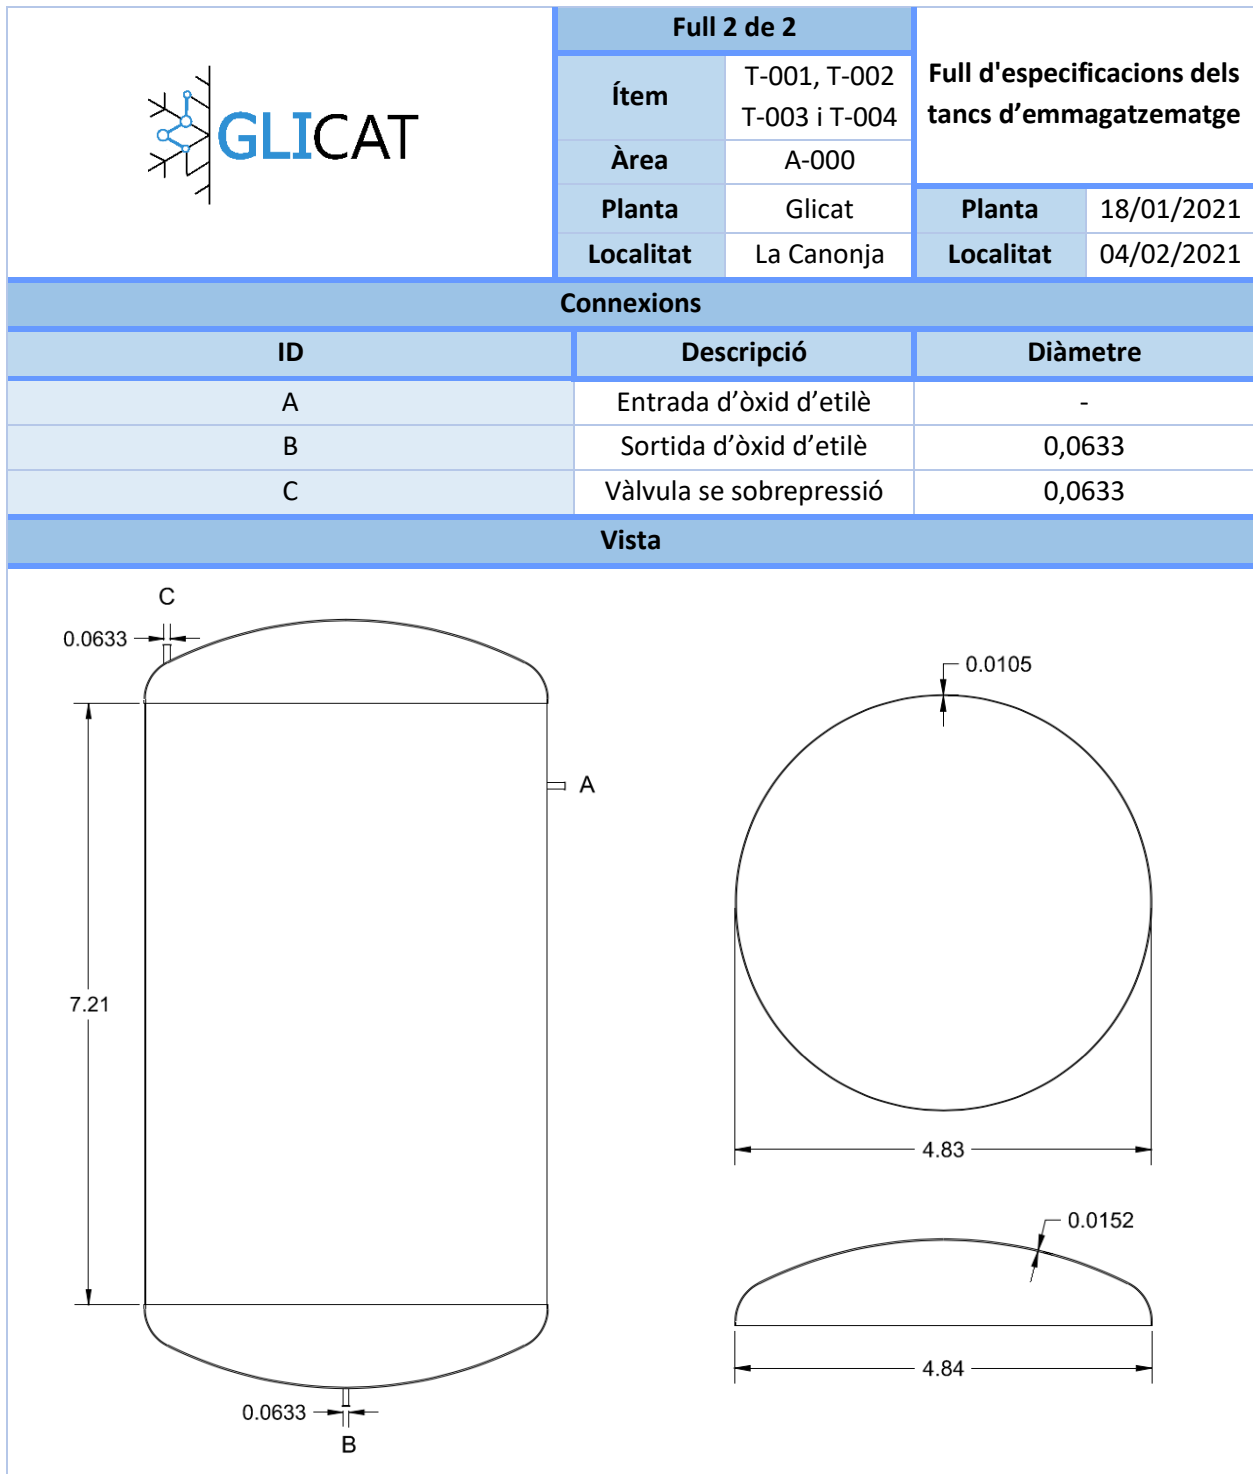 GLICAT
Full 2 de 2
Ítem
T-001, T-002
T-003 i T-004
Full d'especificacions dels
tancs d’emmagatzematge
Àrea
A-000
Planta
Glicat
Planta
18/01/2021
Localitat
La Canonja
Localitat
04/02/2021
Connexions
ID
Descripció
Diàmetre
A
Entrada d’òxid d’etilè
-
B
Sortida d’òxid d’etilè
0,0633
C
Vàlvula se sobrepressió
0,0633
Vista
C
0.0633
A
7.21
0.0633
B
0.0105
4.83
0.0152
4.84